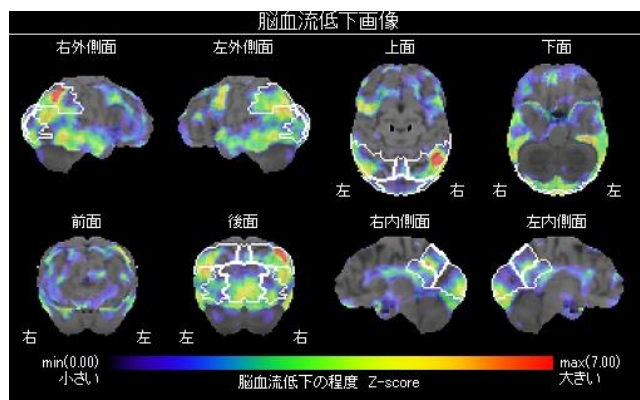 脳血流低下画像
右外側面 左外側面 上面 下面
左 右 右 左
前面 後面 右内側面 左内側面
右 左 左 右
min(0.00) max(7.00)
小さい 脳血流低下の程度 Z-score 大きい